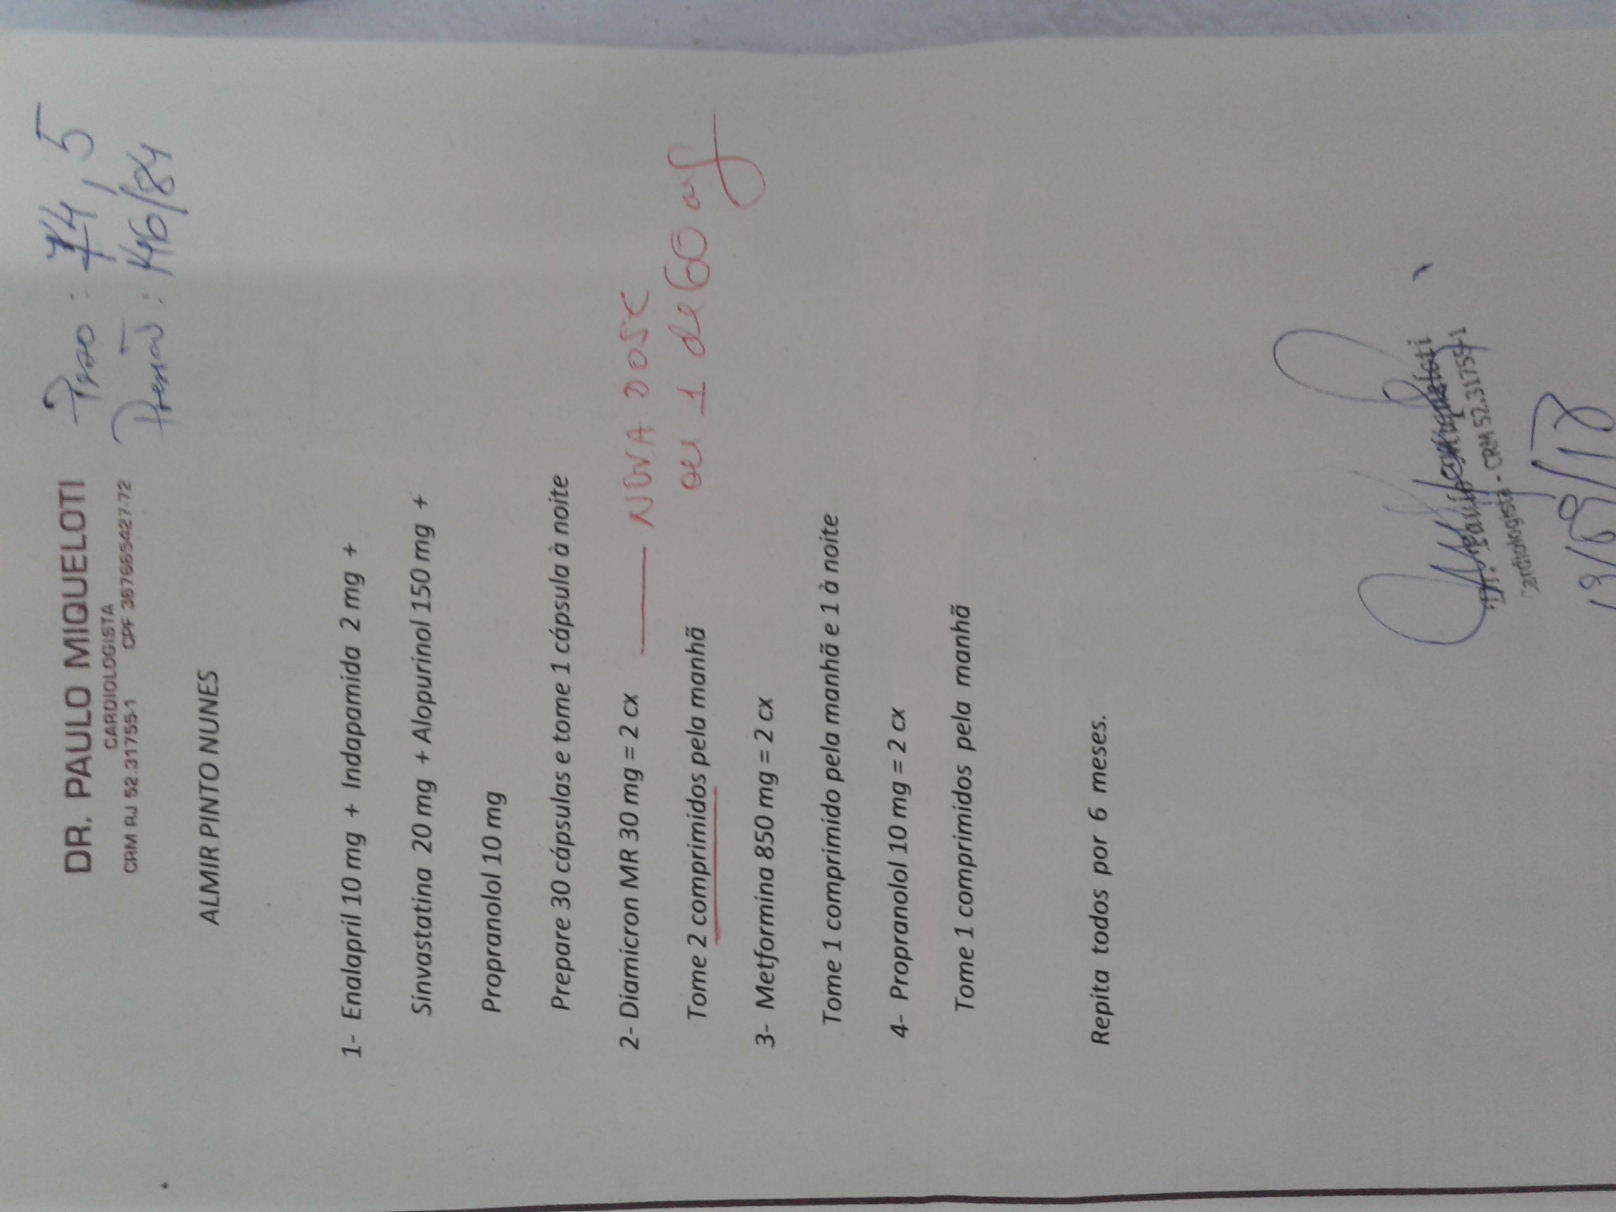 DR. PAULO MIQUELOTI
CARDIOLOGISTA
CRM RJ 52 31755-1 CPF 367665427-72
Peso : 74,5
Pressão : 146/84
ALMIR PINTO NUNES
1- Enalapril 10 mg + Indapamida 2 mg +
Sinvastatina 20 mg + Alopurinol 150 mg +
Propranolol 10 mg
Prepare 30 cápsulas e tome 1 cápsula à noite
2- Diamicron MR 30 mg = 2 cx NOVA DOSE
Tome 2 comprimidos pela manhã ou 1 de 60 mg
3- Metformina 850 mg = 2 cx
Tome 1 comprimido pela manhã e 1 à noite
4- Propranolol 10 mg = 2 cx
Tome 1 comprimidos pela manhã
Repita todos por 6 meses.
Dr. Paulo Miqueloti
Cardiologista - CRM 52.31755-1